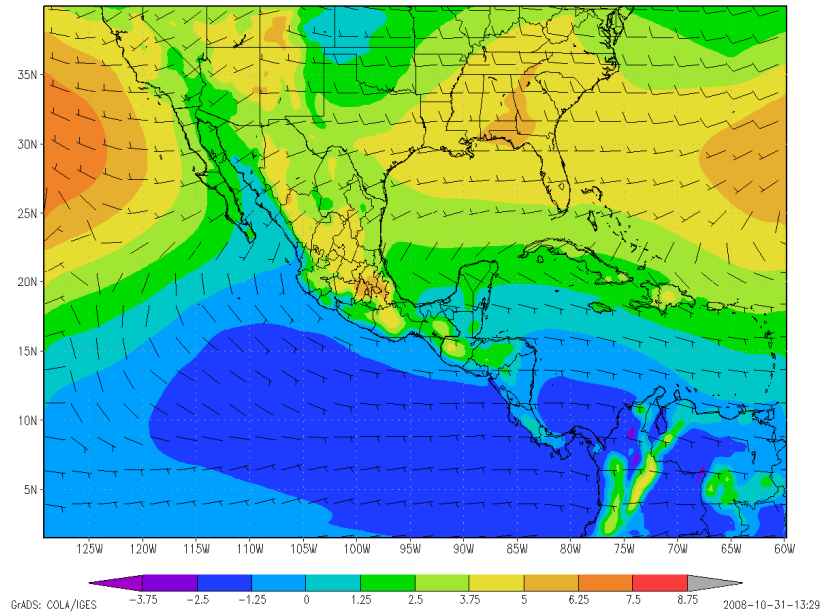 35N
30N
25N
20N
15N
10N
5N
125W 120W 115W 110W 105W 100W 95W 90W 85W 80W 75W 70W 65W 60W
-3.75 -2.5 -1.25 0 1.25 2.5 3.75 5 6.25 7.5 8.75
GrADS: COLA/IGES 2008-10-31-13:29